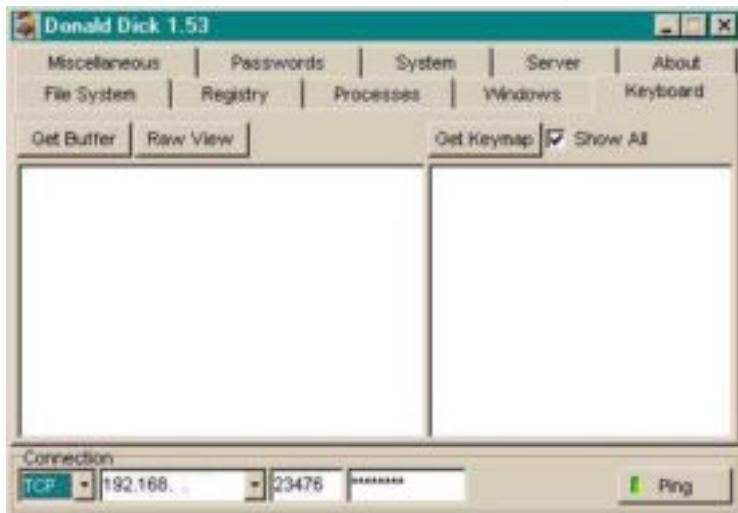 Donald Dick 1.53
Miscellaneous Passwords System Server About
File System Registry Processes Windows Keyboard
Get Buffer Raw View Get Keymap Show All
Connection
TCP 192.168. 23476 ******** Ping